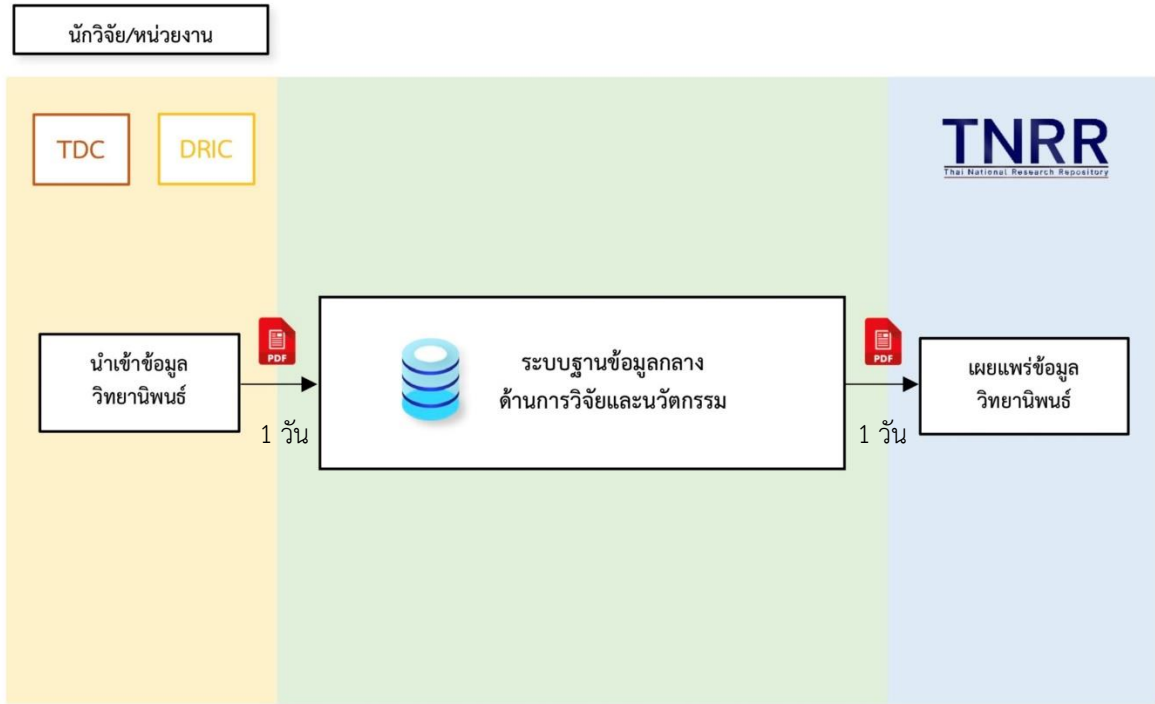 นักวิจัย/หน่วยงาน
TDC
DRIC
TNRR
Thai National Research Repository
นำเข้าข้อมูล
วิทยานิพนธ์
PDF
1 วัน
ระบบฐานข้อมูลกลาง
ด้านการวิจัยและนวัตกรรม
PDF
1 วัน
เผยแพร่ข้อมูล
วิทยานิพนธ์